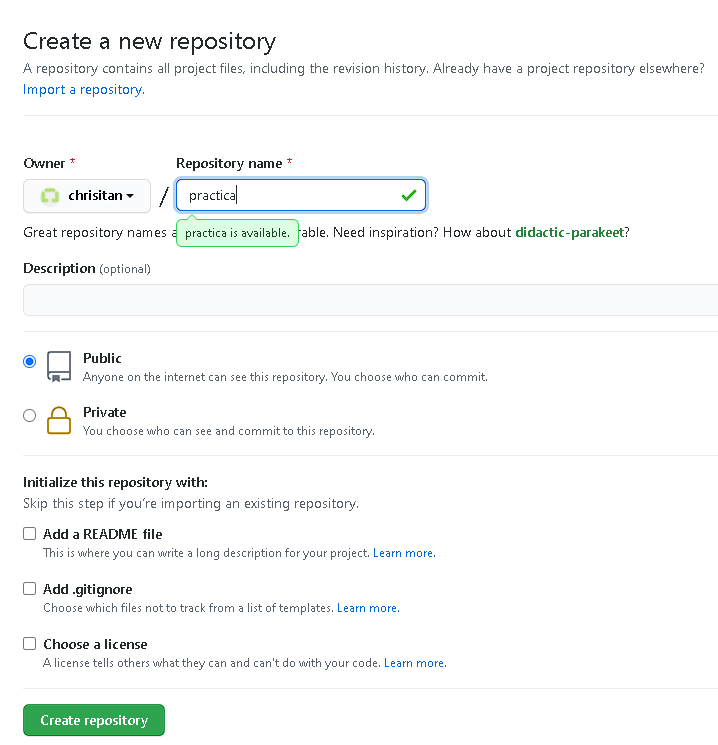 Create a new repository
A repository contains all project files, including the revision history. Already have a project repository elsewhere?
Import a repository.
Owner * Repository name *
chrisitan / practica
practica is available.
Great repository names a rable. Need inspiration? How about didactic-parakeet?
Description (optional)
Public
Anyone on the internet can see this repository. You choose who can commit.
Private
You choose who can see and commit to this repository.
Initialize this repository with:
Skip this step if you're importing an existing repository.
Add a README file
This is where you can write a long description for your project. Learn more.
Add .gitignore
Choose which files not to track from a list of templates. Learn more.
Choose a license
A license tells others what they can and can't do with your code. Learn more.
Create repository